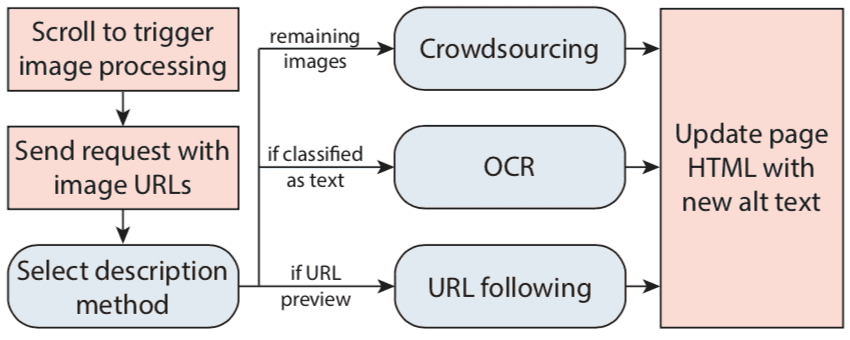 Scroll to trigger
image processing
Send request with
image URLs
Select description
method
remaining
images
Crowdsourcing
if classified
as text
OCR
if URL
preview
URL following
Update page
HTML with
new alt text